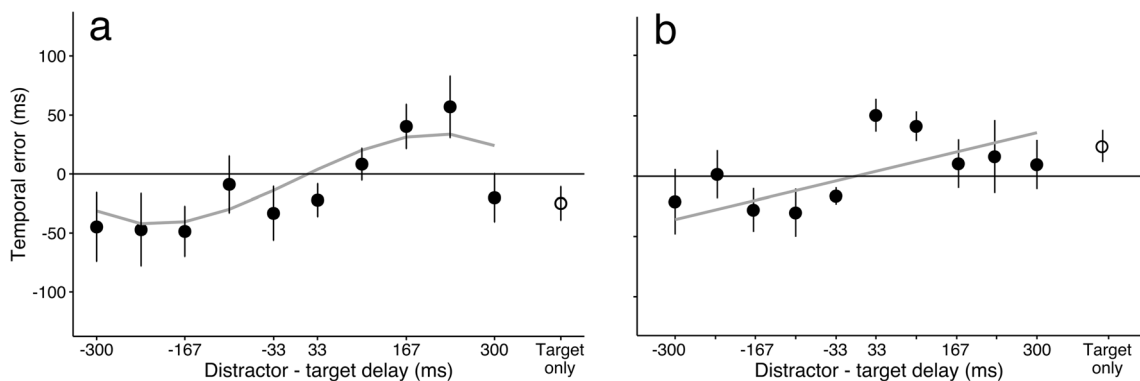 a
Temporal error (ms)
100
50
0
-50
-100
-300
-167
-33
33
167
300
Target
only
Distractor - target delay (ms)
b
-300
-167
-33
33
167
300
Target
only
Distractor - target delay (ms)